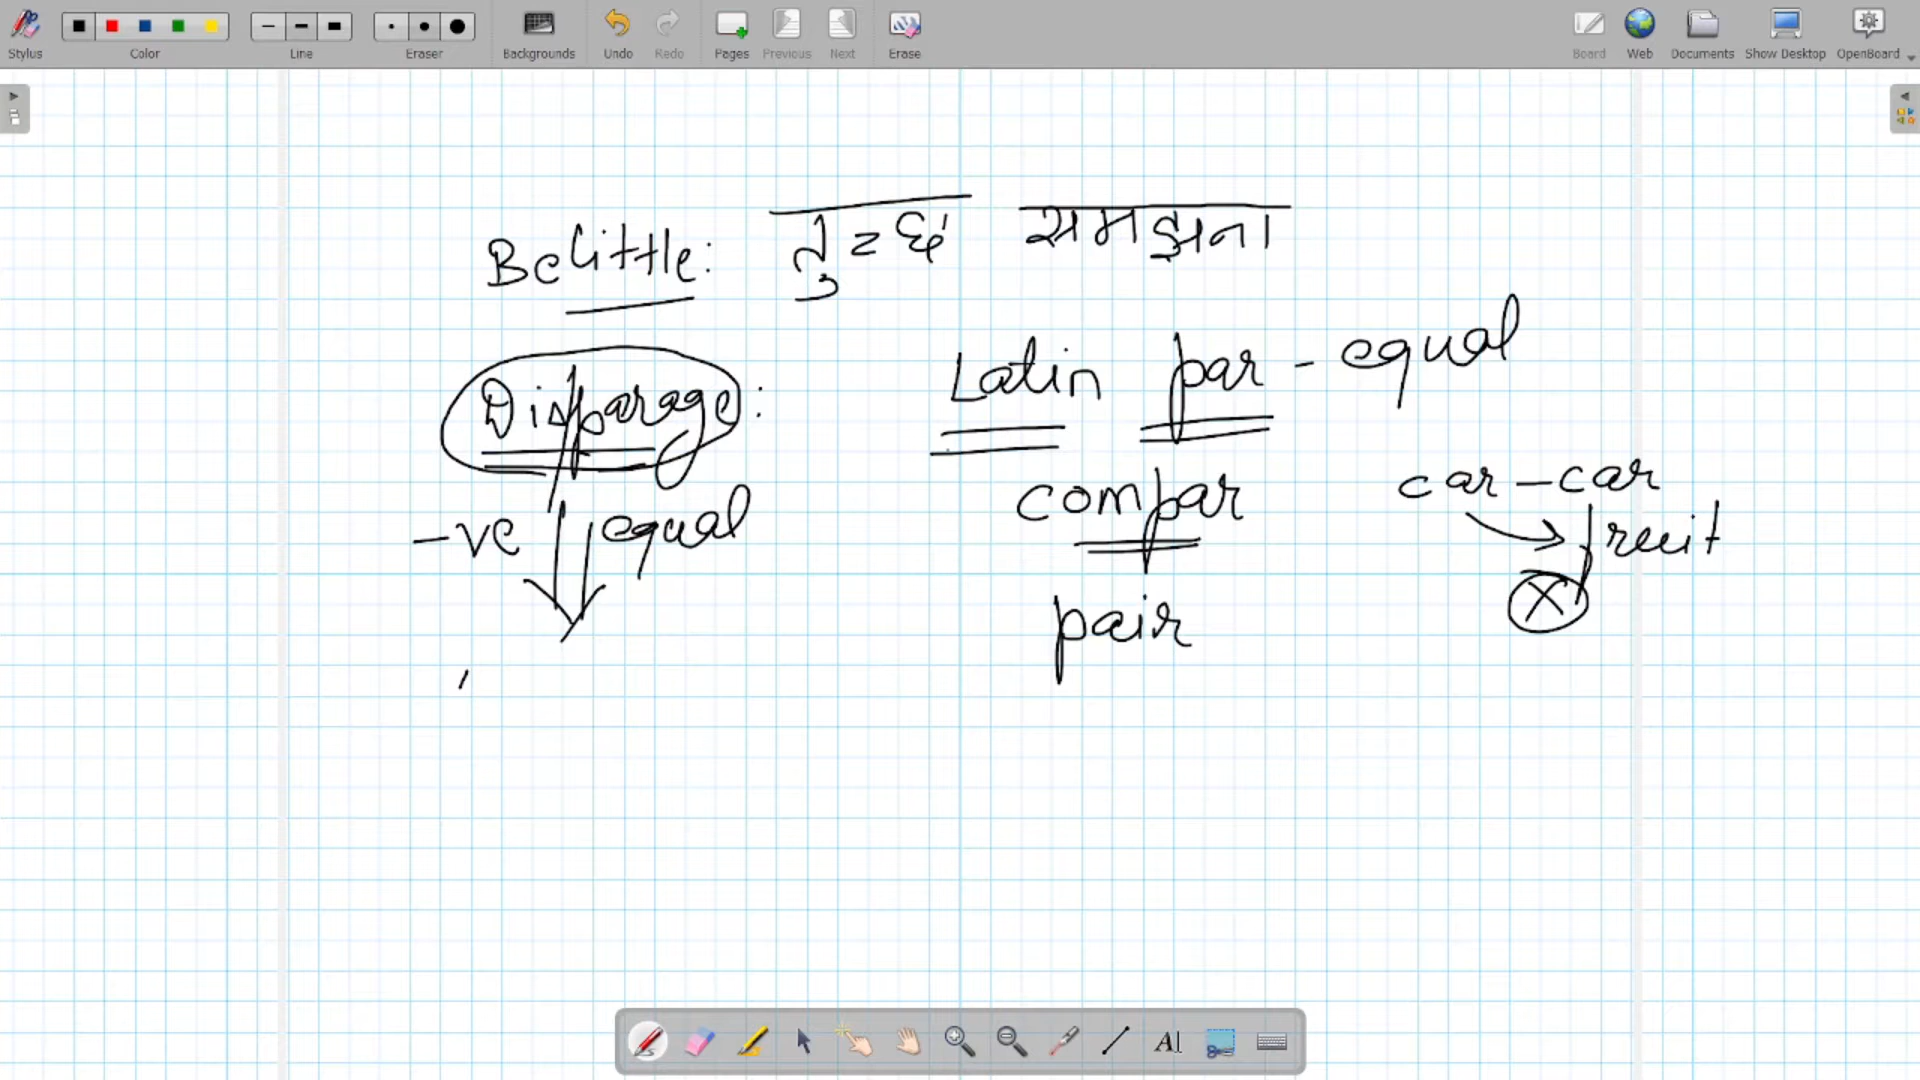 Stylus Color Line Eraser Backgrounds Undo Redo Pages Previous Next Erase Board Web Documents Show Desktop OpenBoard
Belittle: तुच्छ समझना
Disparage: Latin par - equal
-ve equal compar car - car
fruit
X
pair